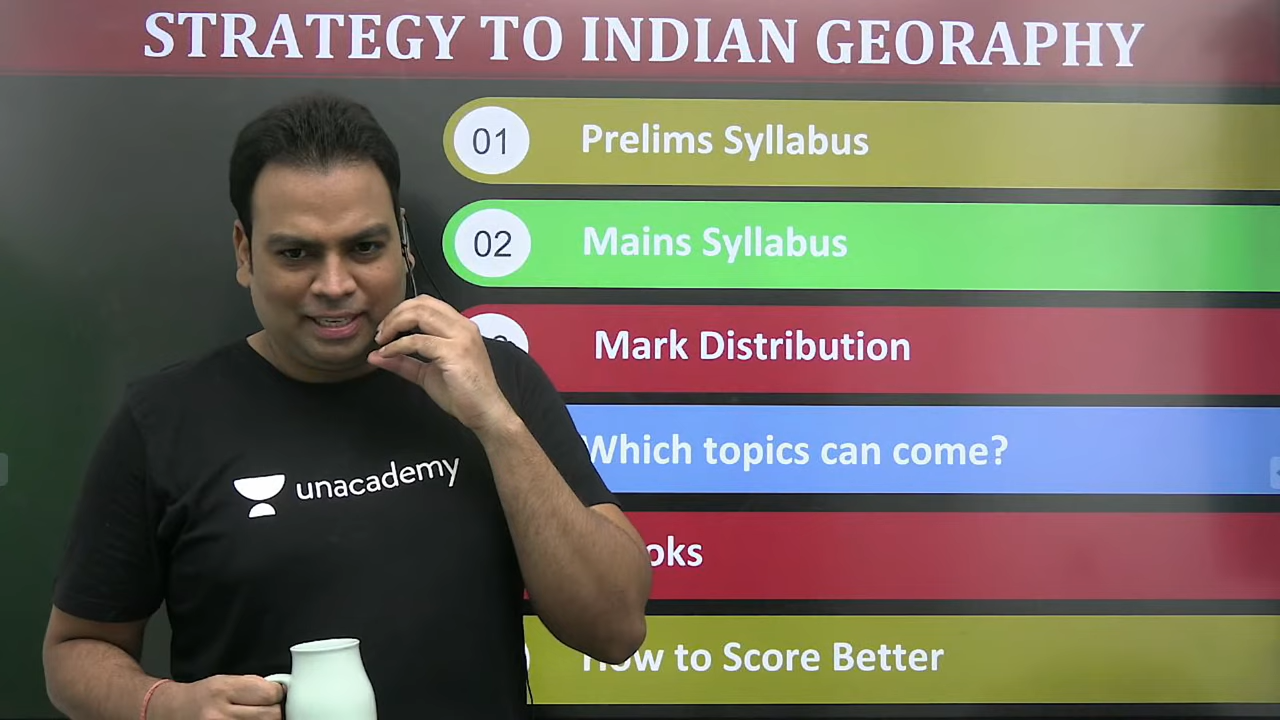 STRATEGY TO INDIAN GEORAPHY
01 Prelims Syllabus
02 Mains Syllabus
Mark Distribution
Which topics can come?
oks
How to Score Better
unacademy